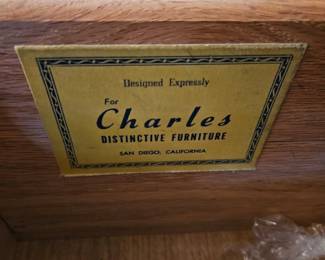 Designed Expressly
For
Charles
DISTINCTIVE FURNITURE
SAN DIEGO, CALIFORNIA